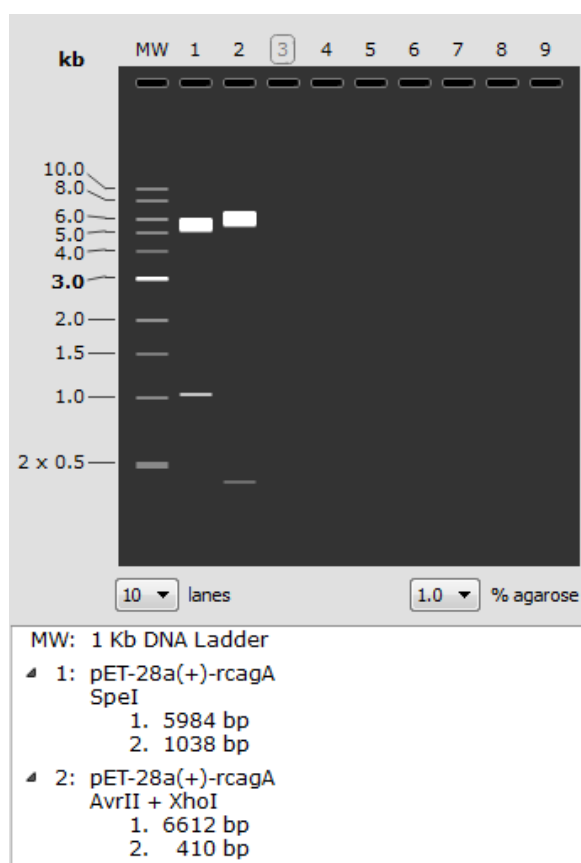 kb
MW 1 2 3 4 5 6 7 8 9
10.0
8.0
6.0
5.0
4.0
3.0
2.0
1.5
1.0
2 x 0.5
10 lanes 1.0 % agarose
MW: 1 Kb DNA Ladder
1: pET-28a(+)-rcagA
SpeI
1. 5984 bp
2. 1038 bp
2: pET-28a(+)-rcagA
AvrII + XhoI
1. 6612 bp
2. 410 bp